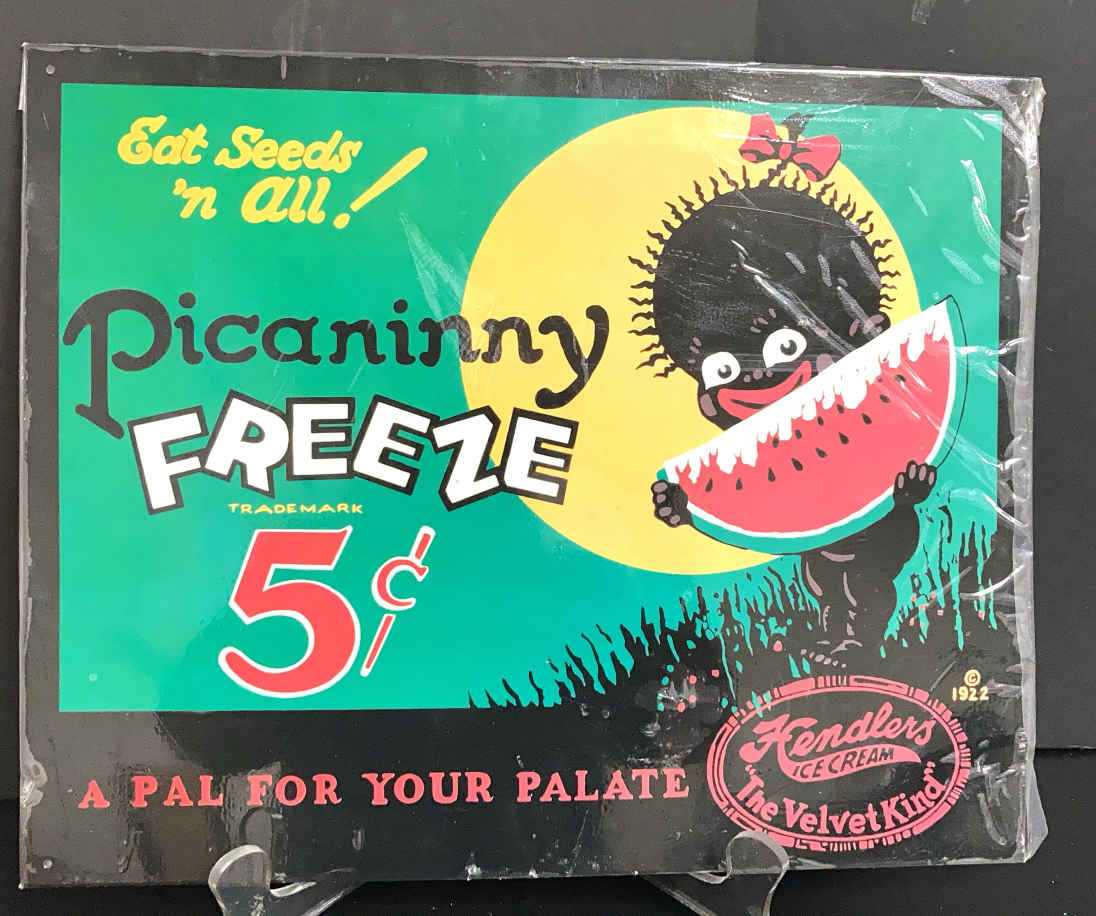 Eat Seeds
'n all!
Picaninny
FREEZE
TRADEMARK
5¢
© 1922
A PAL FOR YOUR PALATE
Hendlers
ICE CREAM
"The Velvet Kind"